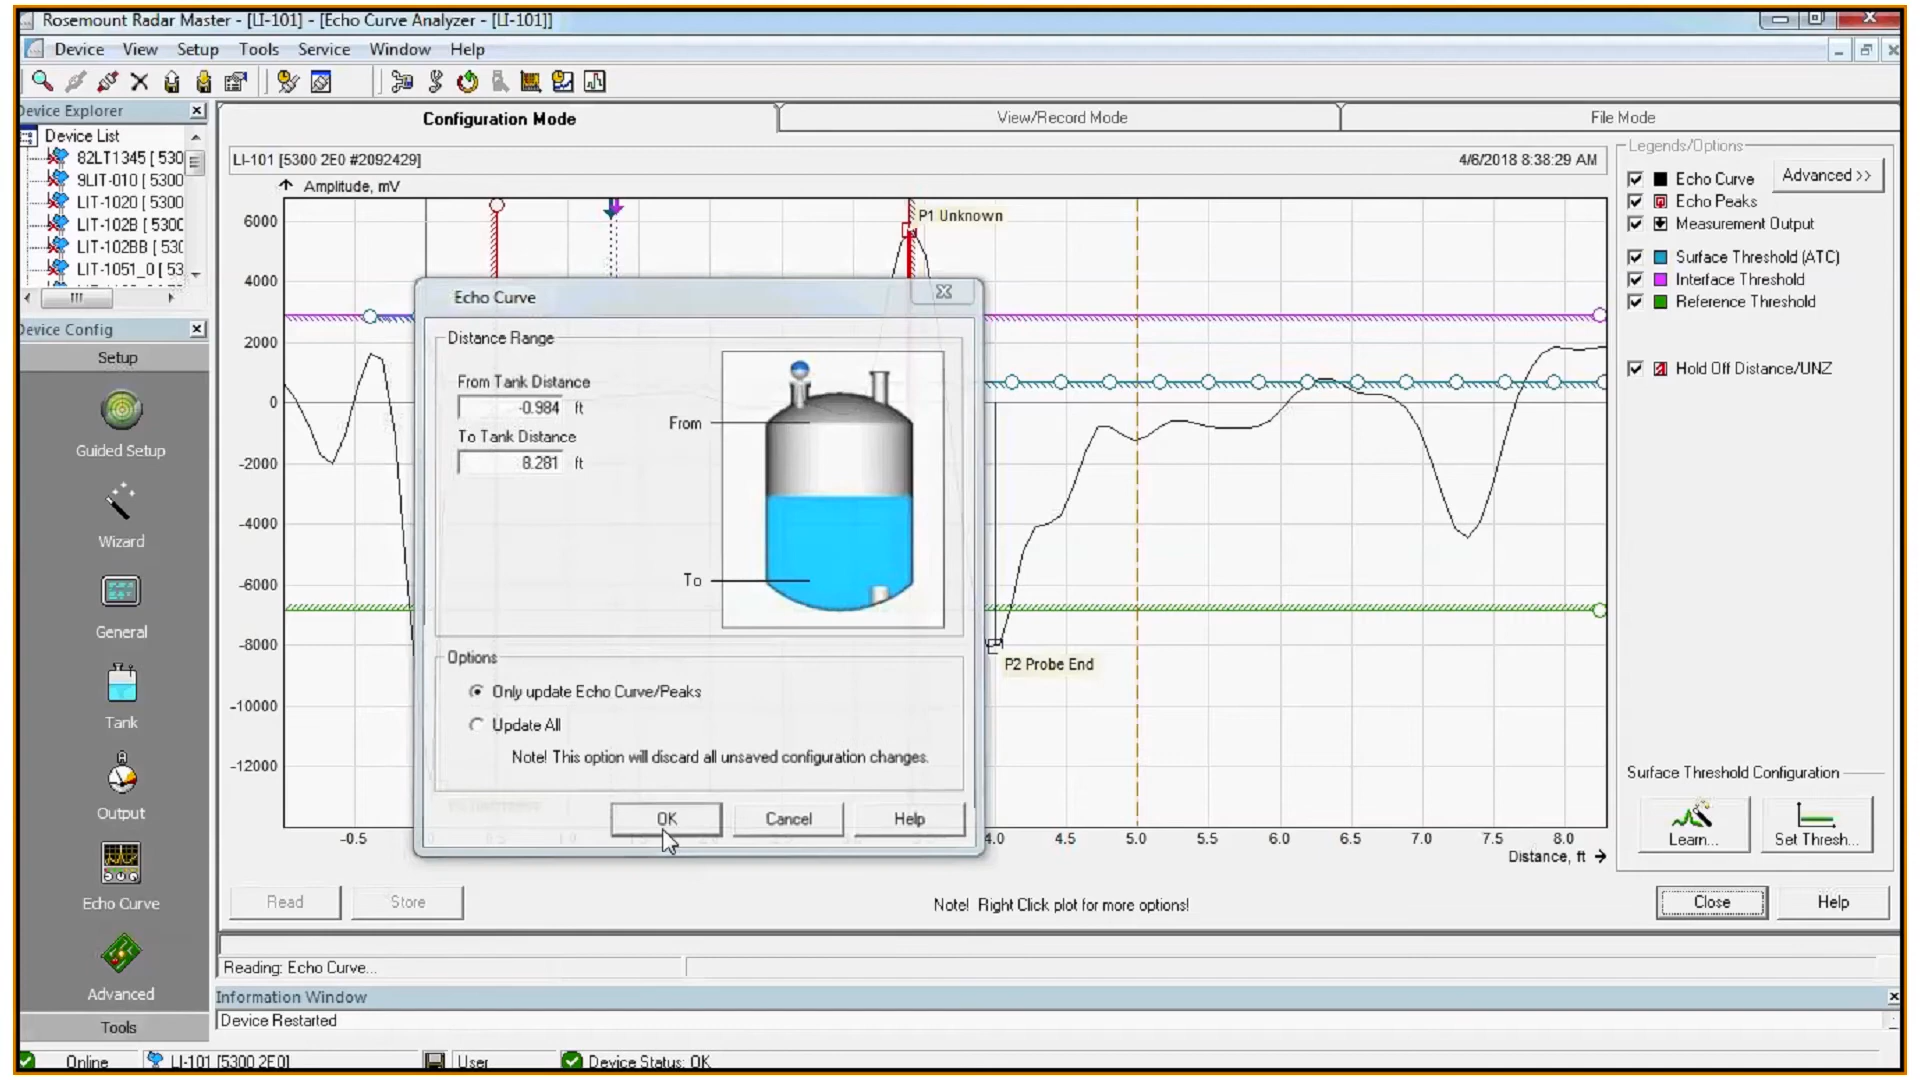 Rosemount Radar Master - [LI-101] - [Echo Curve Analyzer - [LI-101]]
Device View Setup Tools Service Window Help
Device Explorer
Device List
82LT1345 [ 530
9LIT-010 [ 5300
LIT-1020 [ 5300
LIT-102B [ 5300
LIT-102BB [ 530
LIT-1051_0 [ 53
Device Config
Setup
Guided Setup
Wizard
General
Tank
Output
Echo Curve
Advanced
Tools
Configuration Mode
View/Record Mode
File Mode
LI-101 [5300 2E0 #2092429]
4/6/2018 8:38:29 AM
Amplitude, mV
6000
4000
2000
0
-2000
-4000
-6000
-8000
-10000
-12000
P1 Unknown
P2 Probe End
-0.5
4.0 4.5 5.0 5.5 6.0 6.5 7.0 7.5 8.0
Distance, ft
Echo Curve
Distance Range
From Tank Distance
-0.984 ft
To Tank Distance
8.281 ft
From
To
Options
Only update Echo Curve/Peaks
Update All
Note! This option will discard all unsaved configuration changes.
OK Cancel Help
Legends/Options
Advanced >>
Echo Curve
Echo Peaks
Measurement Output
Surface Threshold (ATC)
Interface Threshold
Reference Threshold
Hold Off Distance/UNZ
Surface Threshold Configuration
Learn...
Set Thresh...
Read Store
Note! Right Click plot for more options!
Close Help
Reading: Echo Curve...
Information Window
Device Restarted
Online LI-101 [5300 2E0] User Device Status: OK